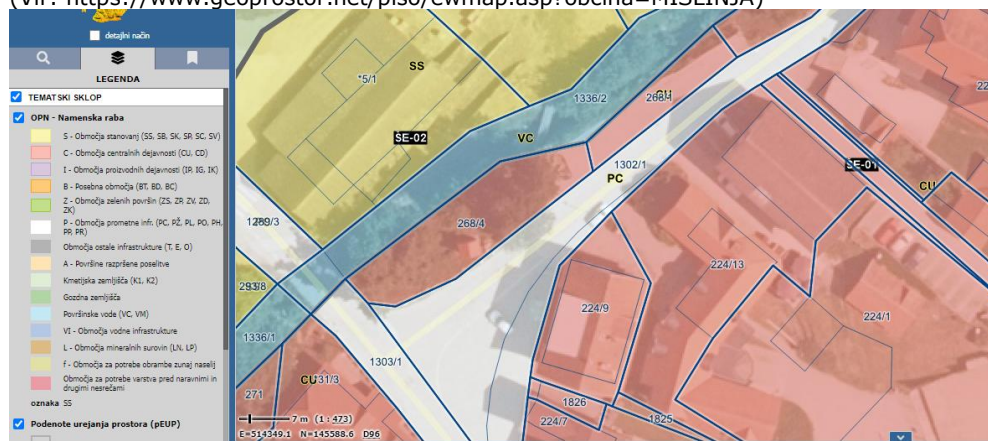 (Vir: https://www.geoprostor.net/piso/ewmap.asp?obcina=MISLINJA)
detajlni način
LEGENDA
TEMATSKI SKLOP
OPN - Namenska raba
S - Območja stanovanj (SS, SB, SK, SP, SC, SV)
C - Območja centralnih dejavnosti (CU, CD)
I - Območja proizvodnih dejavnosti (IP, IG, IK)
B - Posebna območja (BT, BD, BC)
Z - Območja zelenih površin (ZS, ZP, ZV, ZD,
ZK)
P - Območja prometne infr. (PC, PŽ, PL, PO, PH,
PP, PR)
Območja ostale infrastrukture (T, E, O)
A - Površine razpršene poselitve
Kmetijska zemljišča (K1, K2)
Gozdna zemljišča
Površinske vode (VC, VM)
VI - Območja vodne infrastrukture
L - Območja mineralnih surovin (LN, LP)
f - Območja za potrebe obrambe zunaj naselij
Območja za potrebe varstva pred naravnimi in
drugimi nesrečami
oznaka SS
Podenote urejanja prostora (pEUP)
SS
*5/1
1336/2
268/1
CU
SE-02
VC
1302/1
PC
SE-01
CU
268/4
224/13
224/9
224/1
1336/1
1303/1
CU
271
1826
224/7
1825
7 m (1:473)
E=514349.1 N=145588.6 D96